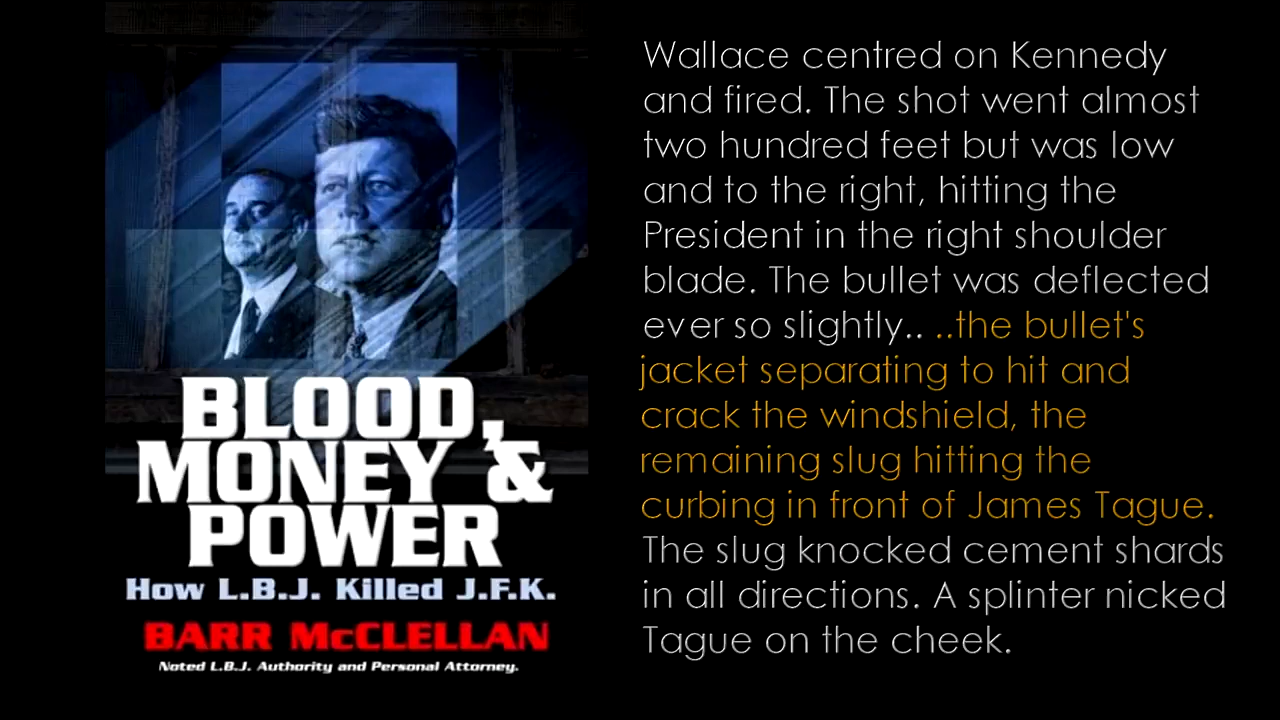 BLOOD,
MONEY &
POWER
How L.B.J. Killed J.F.K.
BARR McCLELLAN
Noted L.B.J. Authority and Personal Attorney.
Wallace centred on Kennedy
and fired. The shot went almost
two hundred feet but was low
and to the right, hitting the
President in the right shoulder
blade. The bullet was deflected
ever so slightly.. ..the bullet's
jacket separating to hit and
crack the windshield, the
remaining slug hitting the
curbing in front of James Tague.
The slug knocked cement shards
in all directions. A splinter nicked
Tague on the cheek.